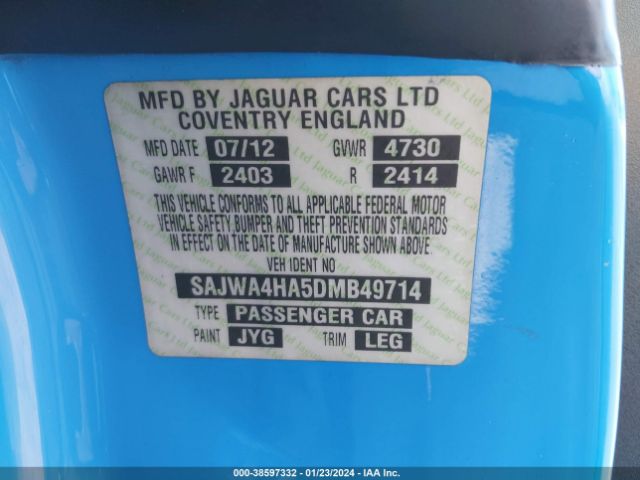 MFD BY JAGUAR CARS LTD
COVENTRY ENGLAND
MFD DATE 07/12 GVWR 4730
GAWR F 2403 R 2414
THIS VEHICLE CONFORMS TO ALL APPLICABLE FEDERAL MOTOR
VEHICLE SAFETY BUMPER AND THEFT PREVENTION STANDARDS
IN EFFECT ON THE DATE OF MANUFACTURE SHOWN ABOVE.
VEH IDENT NO
SAJWA4HA5DMB49714
TYPE PASSENGER CAR
PAINT JYG TRIM LEG
000-38597332 / 01/23/2024 - IAA Inc.